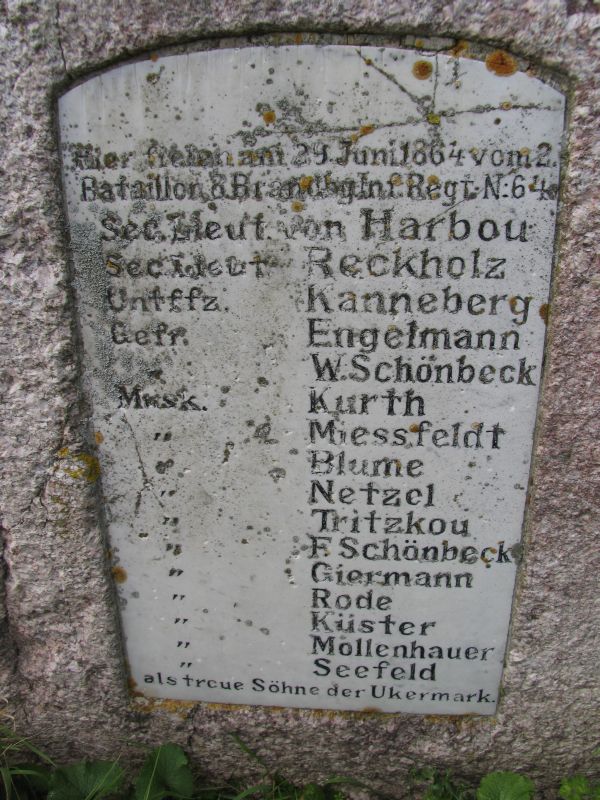 Hier fielen am 29 Juni 1864 vom 2.
Bataillon, 8 Brandbg Inf. Regt. N: 64
Sec. Lieut von Harbou
Sec. Lieut Reckholz
Untffz. Kanneberg
Gefr. Engelmann
" W. Schönbeck
Musk. Kurth
" Miessfeldt
" Blume
" Netzel
" Tritzkou
" F. Schönbeck
" Giermann
" Rode
" Küster
" Mollenhauer
" Seefeld
als treue Söhne der Ukermark.